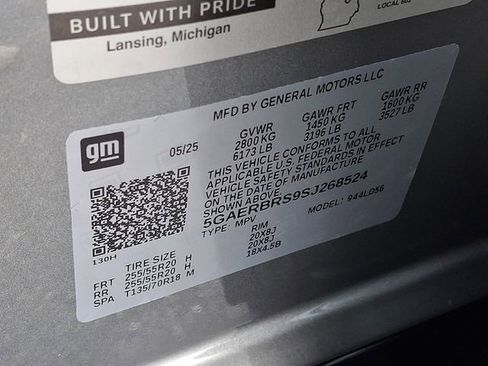 BUILT WITH PRIDE
Lansing, Michigan
LOCAL 602
MFD BY GENERAL MOTORS LLC
gm
05/25
GVWR GAWR FRT GAWR RR
2800 KG 1450 KG 1600 KG
6173 LB 3196 LB 3527 LB
THIS VEHICLE CONFORMS TO ALL
APPLICABLE U.S. FEDERAL MOTOR
VEHICLE SAFETY STANDARDS IN EFFECT
ON THE DATE OF MANUFACTURE
SHOWN ABOVE.
5GAERBRS9SJ268524
TYPE: MPV MODEL: 944LD56
130H
TIRE SIZE RIM
FRT 255/55R20 H 20X8J
RR 255/55R20 H 20X8J
SPA T135/70R18 M 18X4.5B